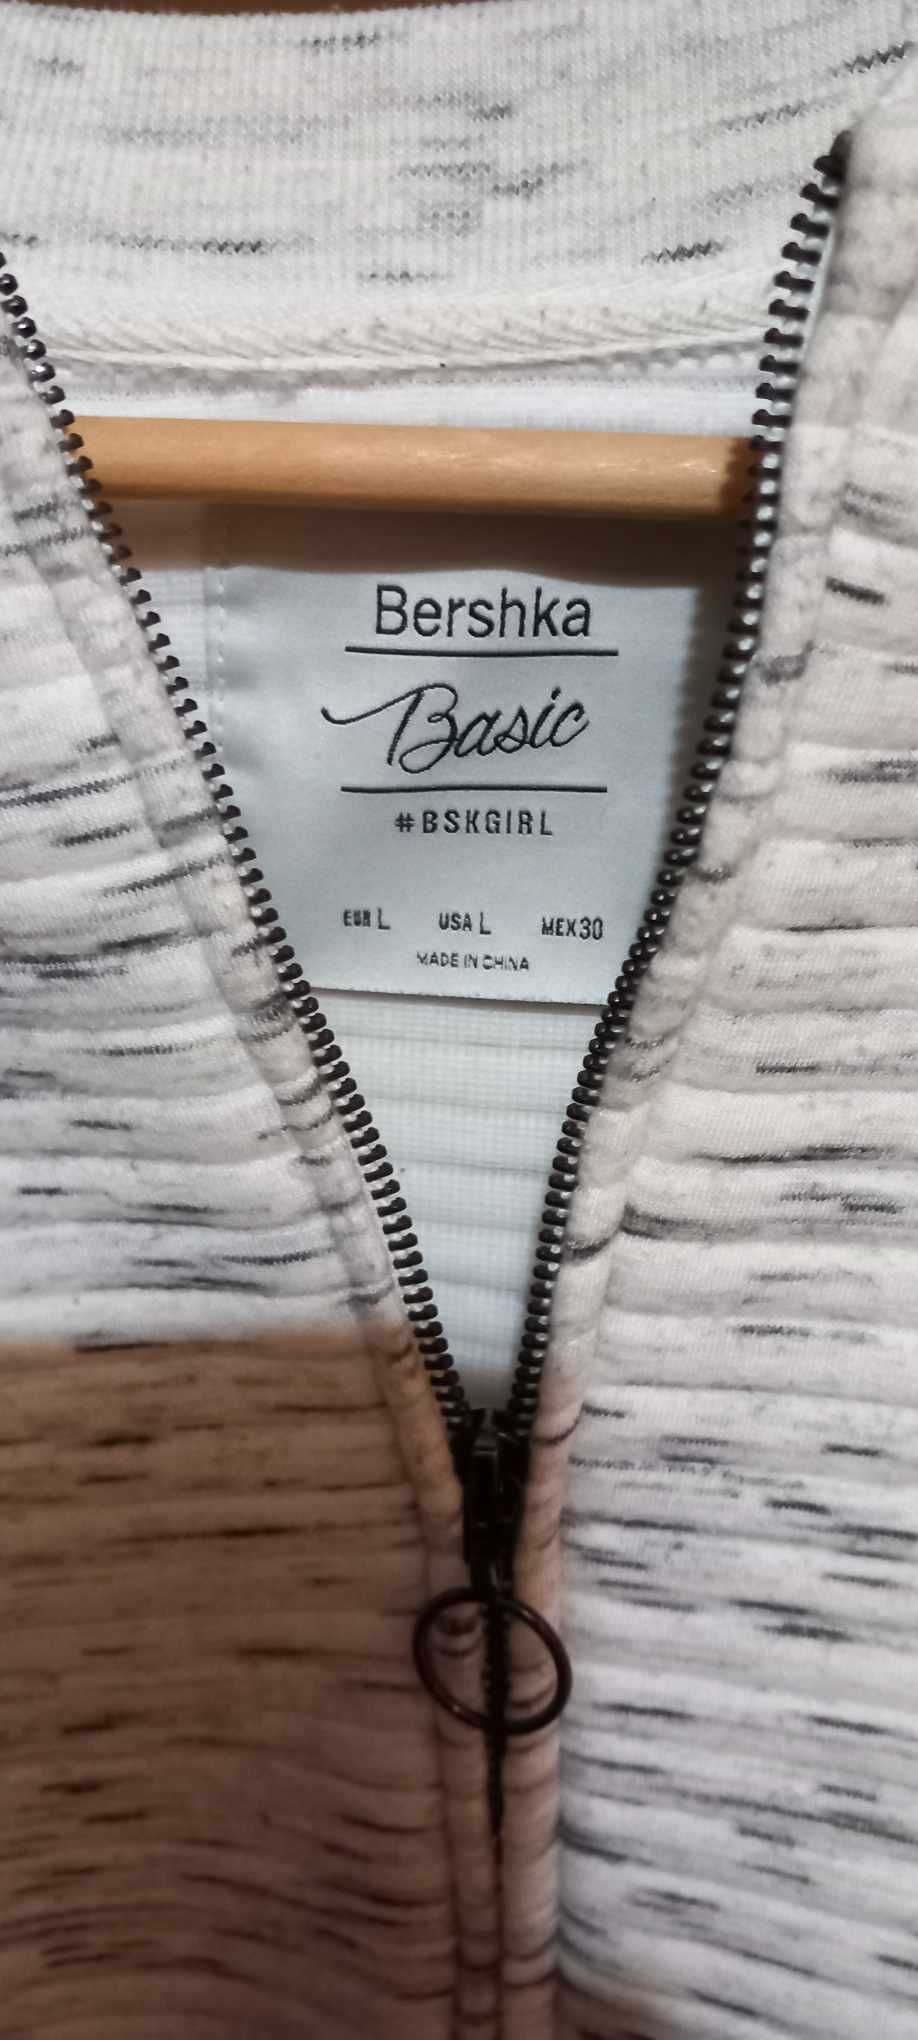 Bershka
Basic
#BSKGIRL
EUR L USA L MEX30
MADE IN CHINA